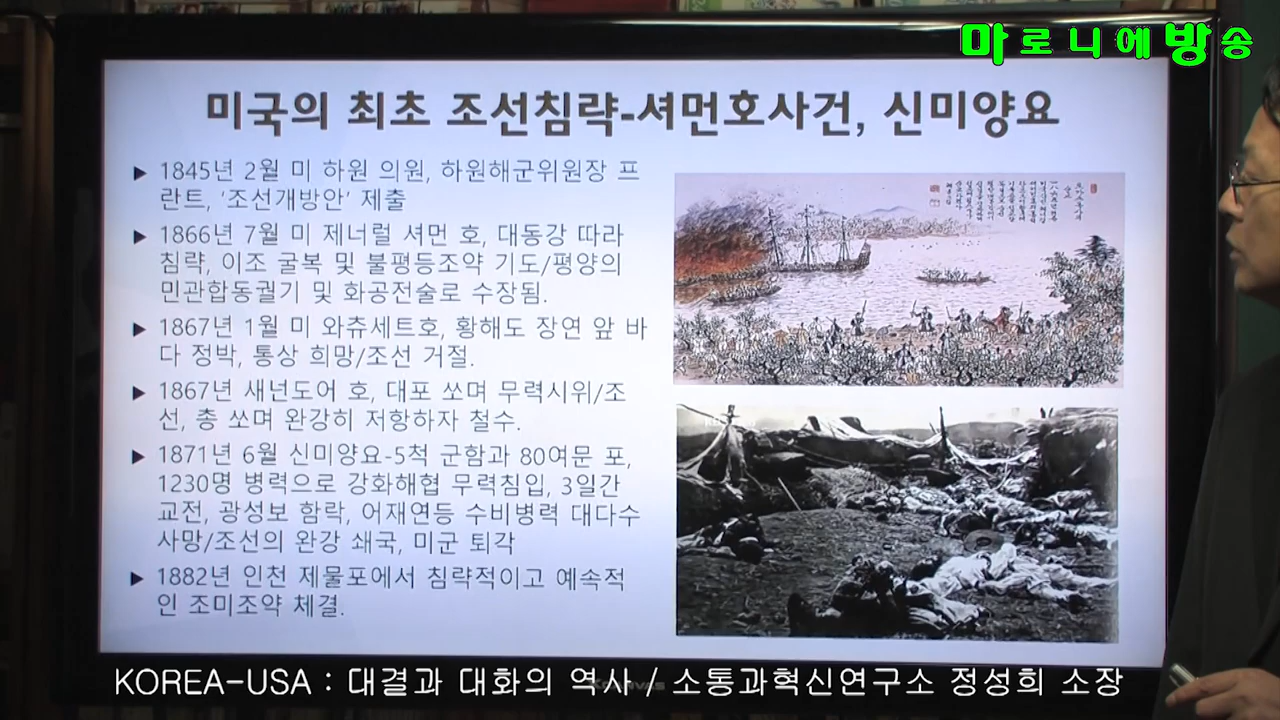 마로니에방송
미국의 최초 조선침략-셔먼호사건, 신미양요
▶ 1845년 2월 미 하원 의원, 하원해군위원장 프
란트, ‘조선개방안’ 제출
▶ 1866년 7월 미 제너럴 셔먼 호, 대동강 따라
침략, 이조 굴복 및 불평등조약 기도/평양의
민관합동궐기 및 화공전술로 수장됨.
▶ 1867년 1월 미 와츄세트호, 황해도 장연 앞 바
다 정박, 통상 희망/조선 거절.
▶ 1867년 새넌도어 호, 대포 쏘며 무력시위/조
선, 총 쏘며 완강히 저항하자 철수.
▶ 1871년 6월 신미양요-5척 군함과 80여문 포,
1230명 병력으로 강화해협 무력침입, 3일간
교전, 광성보 함락, 어재연등 수비병력 대다수
사망/조선의 완강 쇄국, 미군 퇴각
▶ 1882년 인천 제물포에서 침략적이고 예속적
인 조미조약 체결.
KOREA-USA : 대결과 대화의 역사 / 소통과혁신연구소 정성희 소장